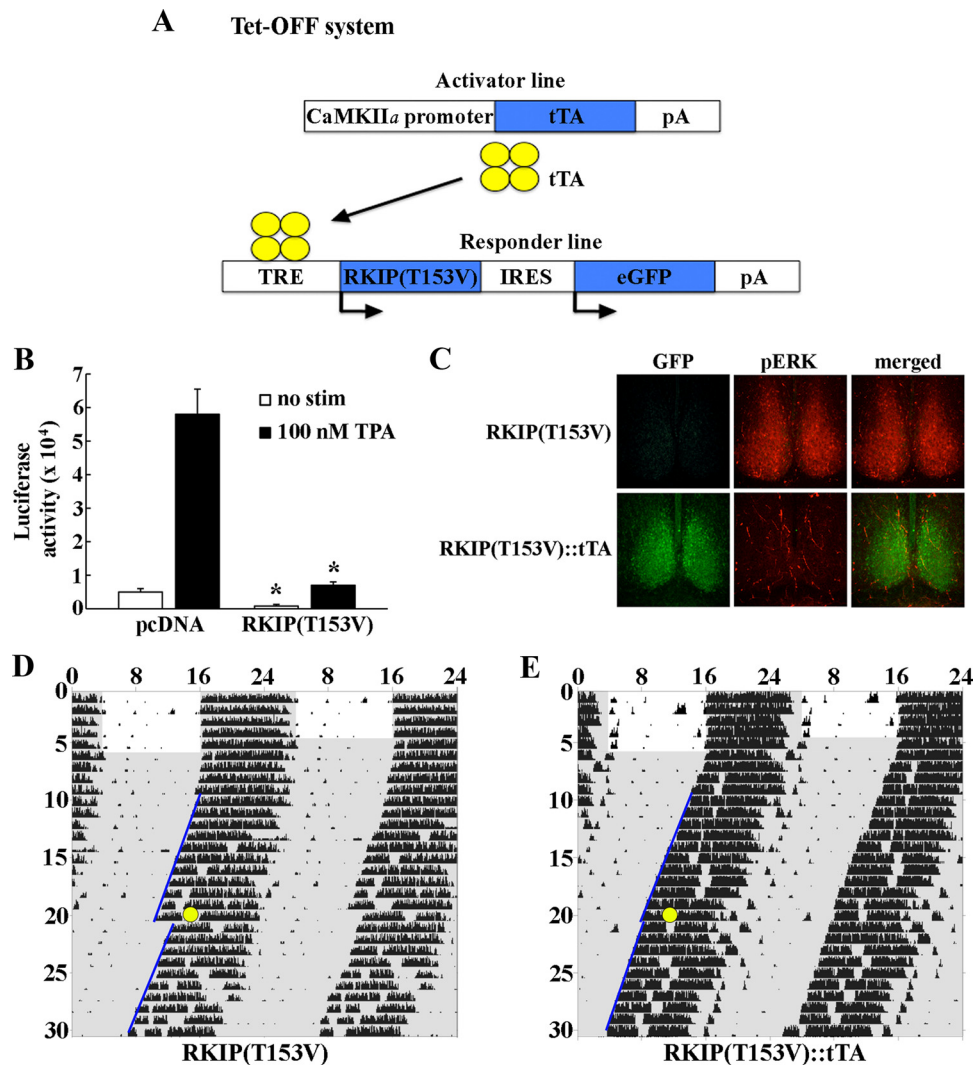 A Tet-OFF system
Activator line
CaMKIIa promoter tTA pA
tTA
Responder line
TRE RKIP(T153V) IRES eGFP pA
B
Luciferase
activity (x 10⁴)
7
6
5
4
3
2
1
0
no stim
100 nM TPA
*
*
pcDNA RKIP(T153V)
C
GFP pERK merged
RKIP(T153V)
RKIP(T153V)::tTA
D
0 8 16 24 8 16 24
0
5
10
15
20
25
30
RKIP(T153V)
E
0 8 16 24 8 16 24
0
5
10
15
20
25
30
RKIP(T153V)::tTA